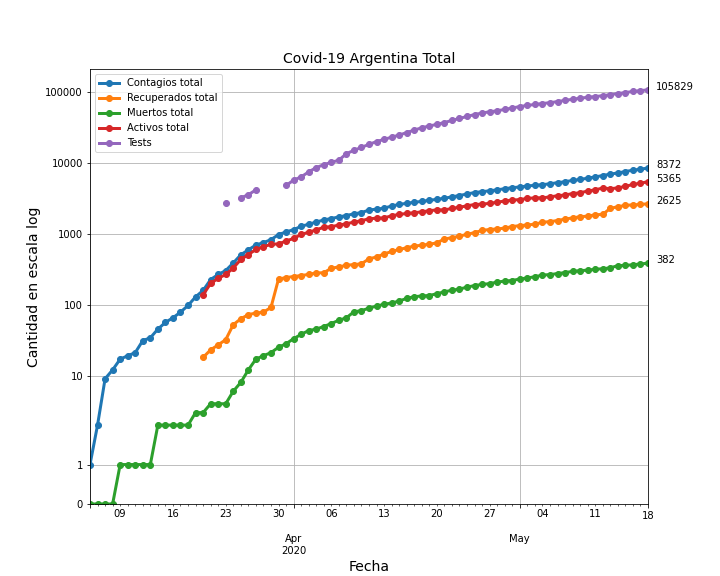 Covid-19 Argentina Total
Contagios total
Recuperados total
Muertos total
Activos total
Tests
Cantidad en escala log
100000
10000
1000
100
10
1
0
105829
8372
5365
2625
382
09 16 23 30 06 13 20 27 04 11 18
Apr May
2020
Fecha